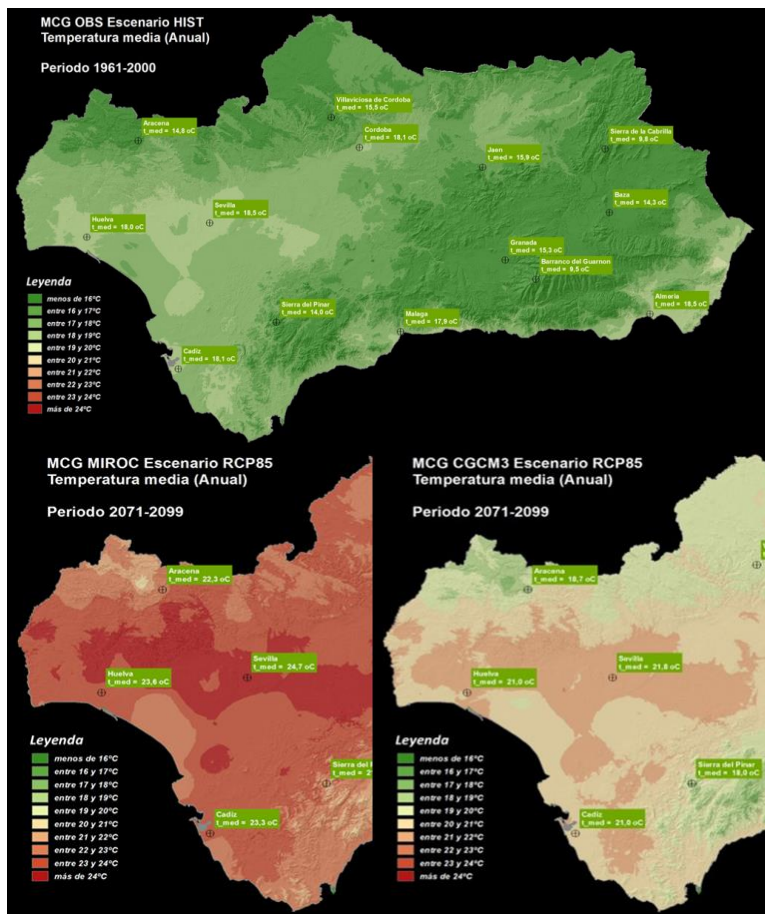 MCG OBS Escenario HIST
Temperatura media (Anual)
Periodo 1961-2000
Villaviciosa de Cordoba
t_med = 15,5 oC
Aracena
t_med = 14,8 oC
Cordoba
t_med = 18,1 oC
Sierra de la Cabrilla
t_med = 9,8 oC
Jaen
t_med = 15,9 oC
Baza
t_med = 14,3 oC
Huelva
t_med = 18,0 oC
Sevilla
t_med = 18,5 oC
Granada
t_med = 15,3 oC
Barranco del Guarnon
t_med = 9,5 oC
Sierra del Pinar
t_med = 14,0 oC
Malaga
t_med = 17,9 oC
Almeria
t_med = 18,5 oC
Cadiz
t_med = 18,1 oC
Leyenda
menos de 16ºC
entre 16 y 17ºC
entre 17 y 18ºC
entre 18 y 19ºC
entre 19 y 20ºC
entre 20 y 21ºC
entre 21 y 22ºC
entre 22 y 23ºC
entre 23 y 24ºC
más de 24ºC
MCG MIROC Escenario RCP85
Temperatura media (Anual)
Periodo 2071-2099
Aracena
t_med = 22,3 oC
Sevilla
t_med = 24,7 oC
Huelva
t_med = 23,6 oC
Sierra del
t_med = 2
Cadiz
t_med = 23,3 oC
Leyenda
menos de 16ºC
entre 16 y 17ºC
entre 17 y 18ºC
entre 18 y 19ºC
entre 19 y 20ºC
entre 20 y 21ºC
entre 21 y 22ºC
entre 22 y 23ºC
entre 23 y 24ºC
más de 24ºC
MCG CGCM3 Escenario RCP85
Temperatura media (Anual)
Periodo 2071-2099
Aracena
t_med = 18,7 oC
Sevilla
t_med = 21,8 oC
Huelva
t_med = 21,0 oC
Sierra del Pinar
t_med = 18,0 oC
Cadiz
t_med = 21,0 oC
Leyenda
menos de 16ºC
entre 16 y 17ºC
entre 17 y 18ºC
entre 18 y 19ºC
entre 19 y 20ºC
entre 20 y 21ºC
entre 21 y 22ºC
entre 22 y 23ºC
entre 23 y 24ºC
más de 24ºC